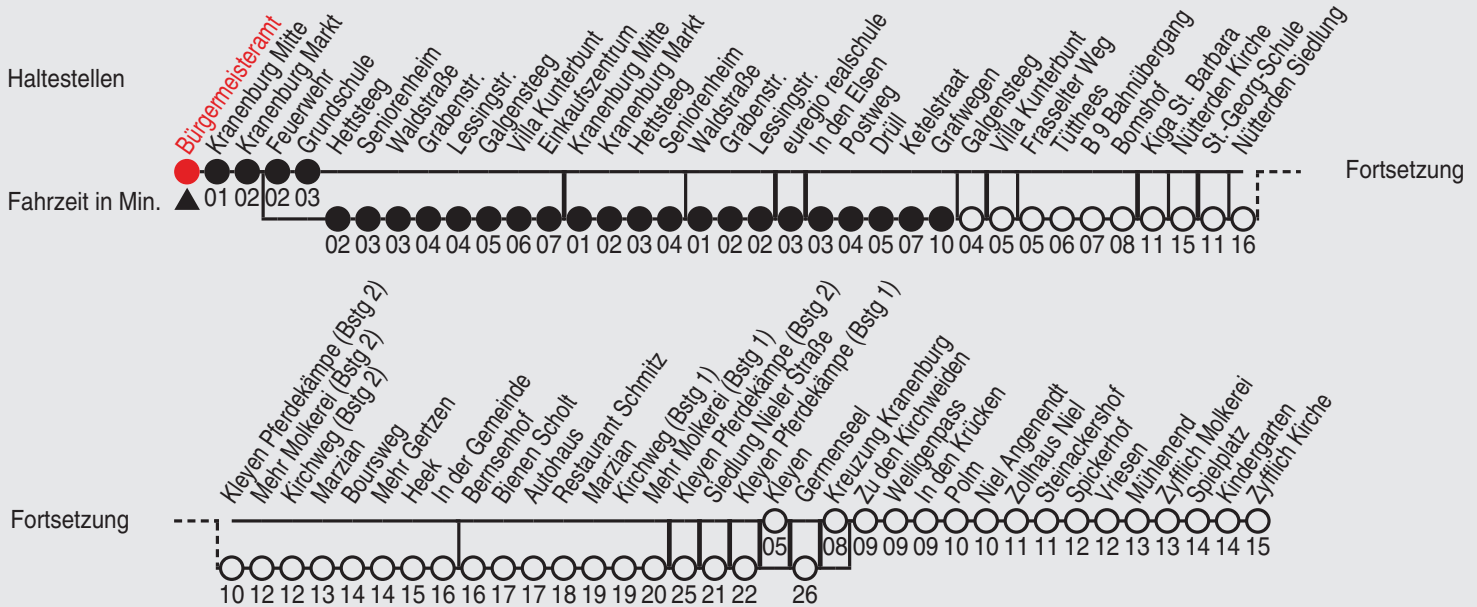 Haltestellen
Bürgermeisteramt
Kranenburg Mitte
Kranenburg Markt
Feuerwehr
Grundschule
Hettsteeg
Seniorenheim
Waldstraße
Grabenstr.
Lessingstr.
Galgensteeg
Villa Kunterbunt
Einkaufszentrum
Kranenburg Mitte
Kranenburg Markt
Hettsteeg
Seniorenheim
Waldstraße
Grabenstr.
Lessingstr.
euregio realschule
In den Elsen
Postweg
Drüll
Ketelstraat
Grafwegen
Galgensteeg
Villa Kunterbunt
Frasselter Weg
Tütthees
B 9 Bahnübergang
Bomshof
Kiga St. Barbara
Nütterden Kirche
St.-Georg-Schule
Nütterden Siedlung
Fortsetzung
Fahrzeit in Min.
01 02 02 03
02 03 03 04 04 05 06 07 01 02 03 04 01 02 02 03 03 04 05 07 10 04 05 05 06 07 08 11 15 11 16
Kleyen Pferdekämpe (Bstg 2)
Mehr Molkerei (Bstg 2)
Kirchweg (Bstg 2)
Marzian
Boursweg
Mehr Gertzen
Heek
In der Gemeinde
Bernsenhof
Bienen Scholt
Autohaus
Restaurant Schmitz
Marzian
Kirchweg (Bstg 1)
Mehr Molkerei (Bstg 1)
Kleyen Pferdekämpe (Bstg 2)
Siedlung Nieler Straße
Kleyen Pferdekämpe (Bstg 1)
Kleyen
Germenseel
Kreuzung Kranenburg
Zu den Kirchweiden
Welligenpass
In den Krücken
Polm
Niel Angenendt
Zollhaus Niel
Steinackershof
Spickerhof
Vriesen
Mühlenend
Zyfflich Molkerei
Spielplatz
Kindergarten
Zyfflich Kirche
Fortsetzung
05 08 09 09 09 10 10 11 11 12 12 13 13 14 14 15
10 12 12 13 14 14 15 16 16 17 17 18 19 19 20 25 21 22 26